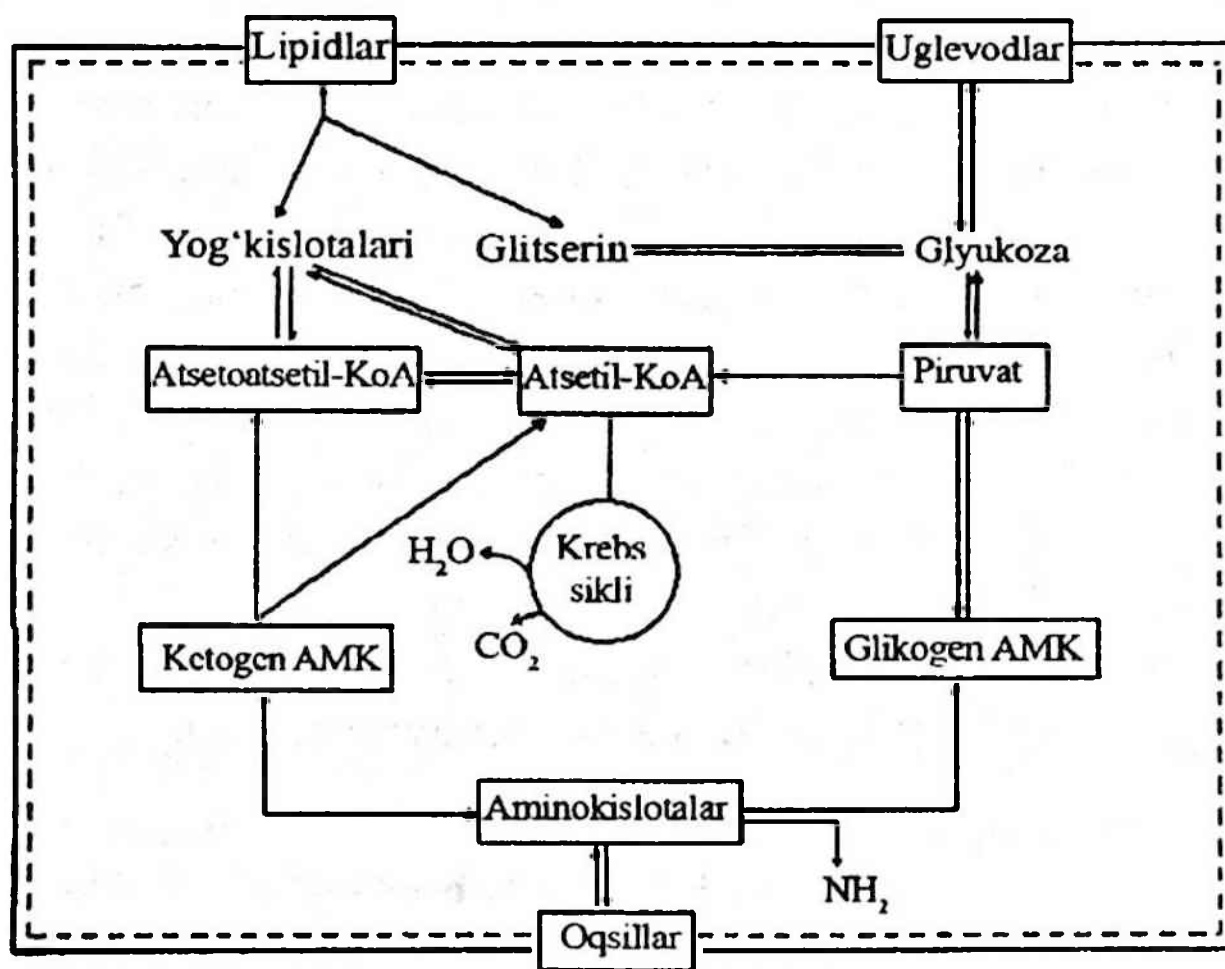 Lipidlar
Uglevodlar
Yog‘kislotalari
Glitserin
Glyukoza
Atsetoatsetil-KoA
Atsetil-KoA
Piruvat
H₂O
Krebs
sikli
CO₂
Ketogen AMK
Glikogen AMK
Aminokislotalar
NH₂
Oqsillar